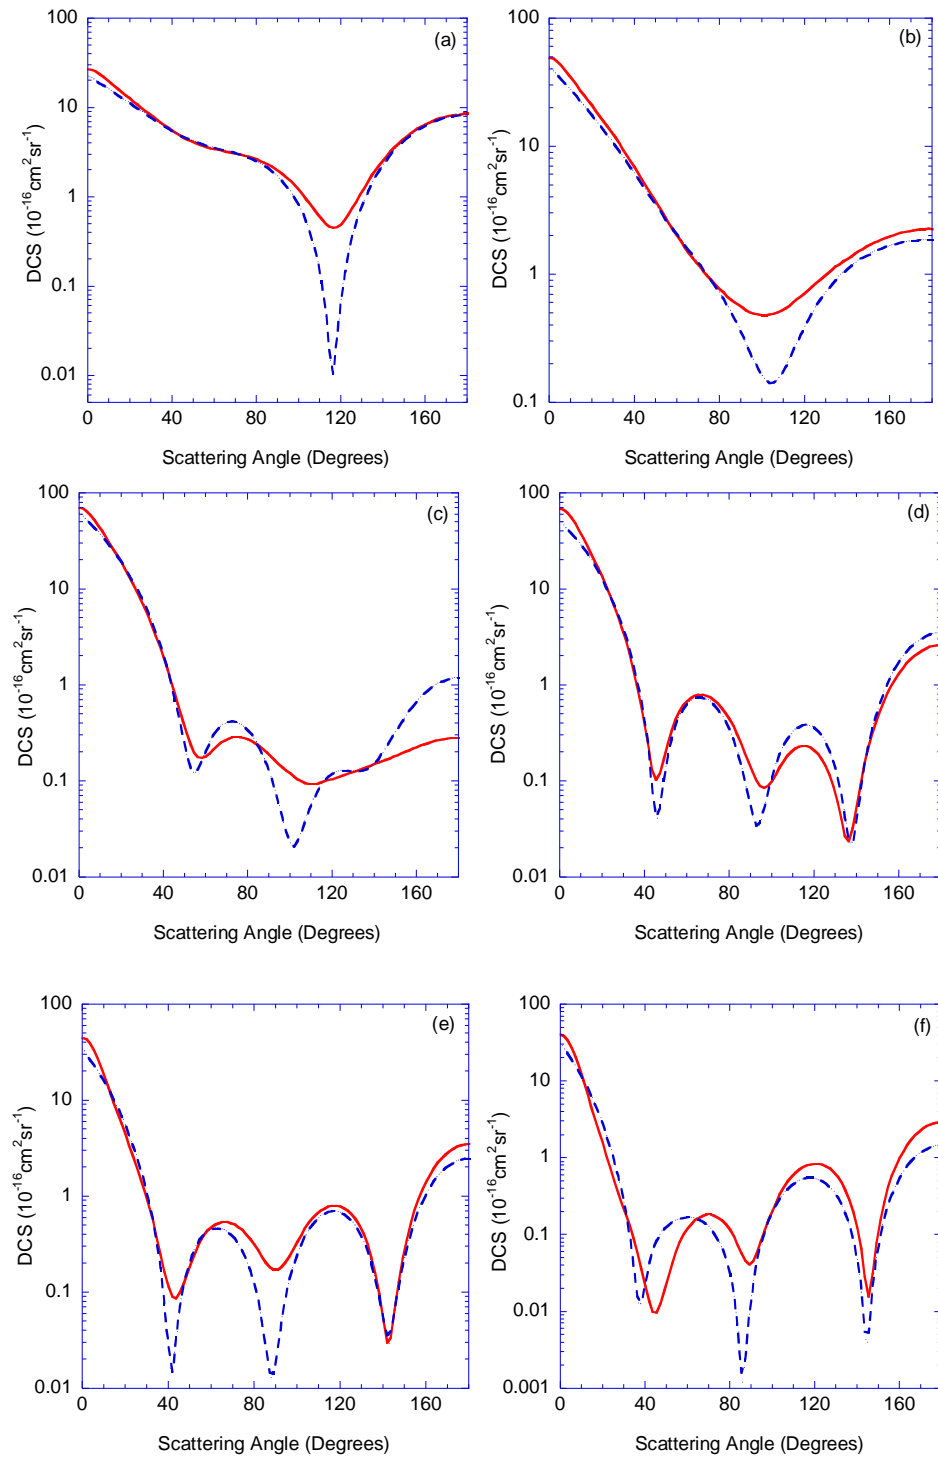 (a)
100
10
1
0.1
0.01
DCS (10⁻¹⁶cm²sr⁻¹)
0 40 80 120 160
Scattering Angle (Degrees)
(b)
100
10
1
0.1
DCS (10⁻¹⁶cm²sr⁻¹)
0 40 80 120 160
Scattering Angle (Degrees)
(c)
100
10
1
0.1
0.01
DCS (10⁻¹⁶cm²sr⁻¹)
0 40 80 120 160
Scattering Angle (Degrees)
(d)
100
10
1
0.1
0.01
DCS (10⁻¹⁶cm²sr⁻¹)
0 40 80 120 160
Scattering Angle (Degrees)
(e)
100
10
1
0.1
0.01
DCS (10⁻¹⁶cm²sr⁻¹)
0 40 80 120 160
Scattering Angle (Degrees)
(f)
100
10
1
0.1
0.01
0.001
DCS (10⁻¹⁶cm²sr⁻¹)
0 40 80 120 160
Scattering Angle (Degrees)